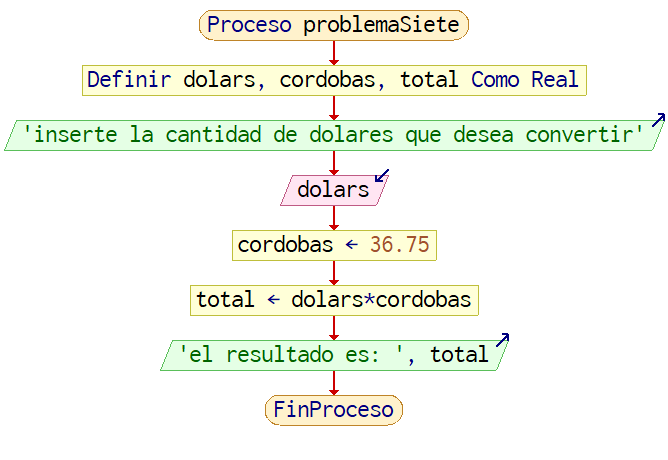 Proceso problemaSiete
Definir dolars, cordobas, total Como Real
'inserte la cantidad de dolares que desea convertir'
dolars
cordobas ← 36.75
total ← dolars*cordobas
'el resultado es: ', total
FinProceso